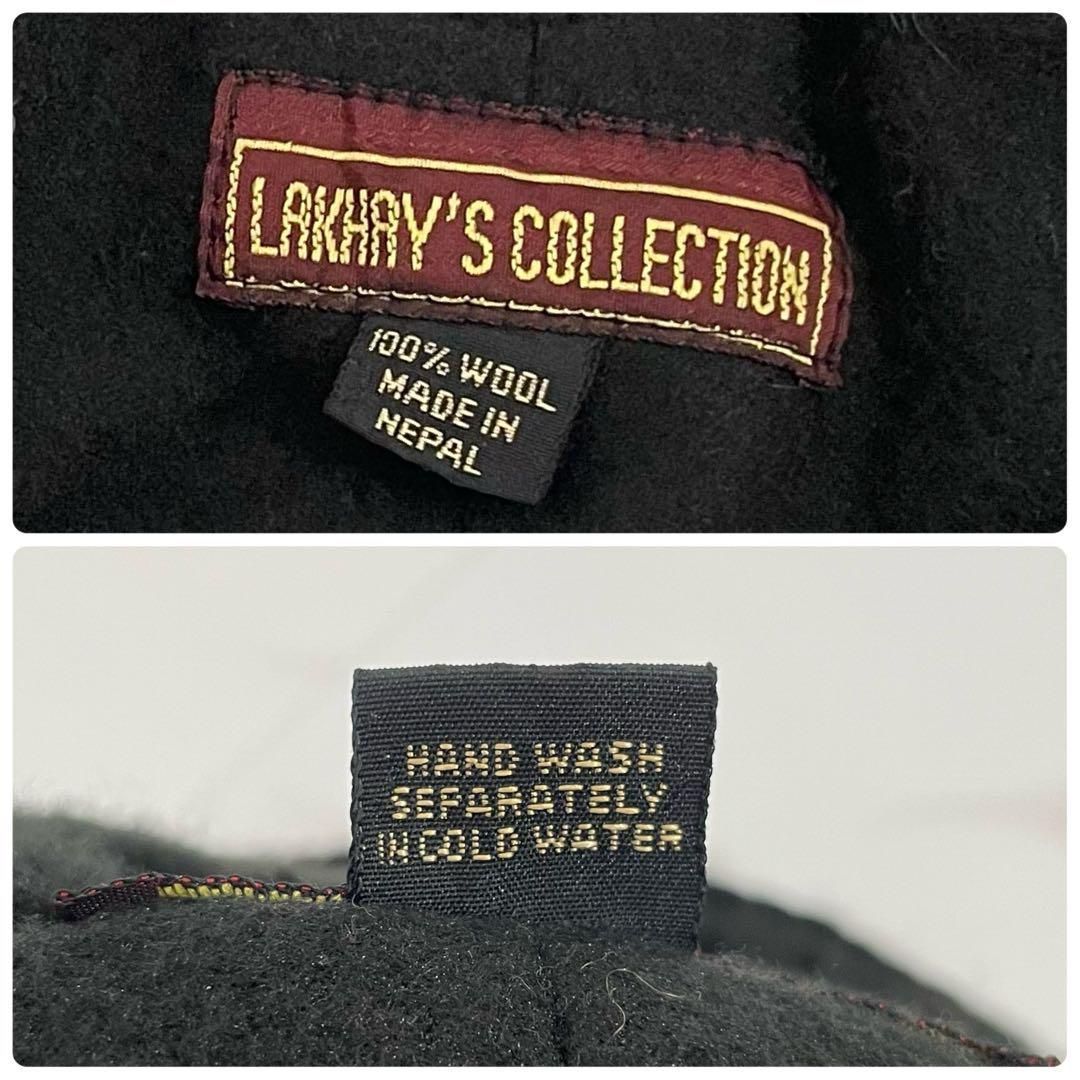 LAKHAY'S COLLECTION
100% WOOL
MADE IN
NEPAL
HAND WASH
SEPARATELY
IN COLD WATER